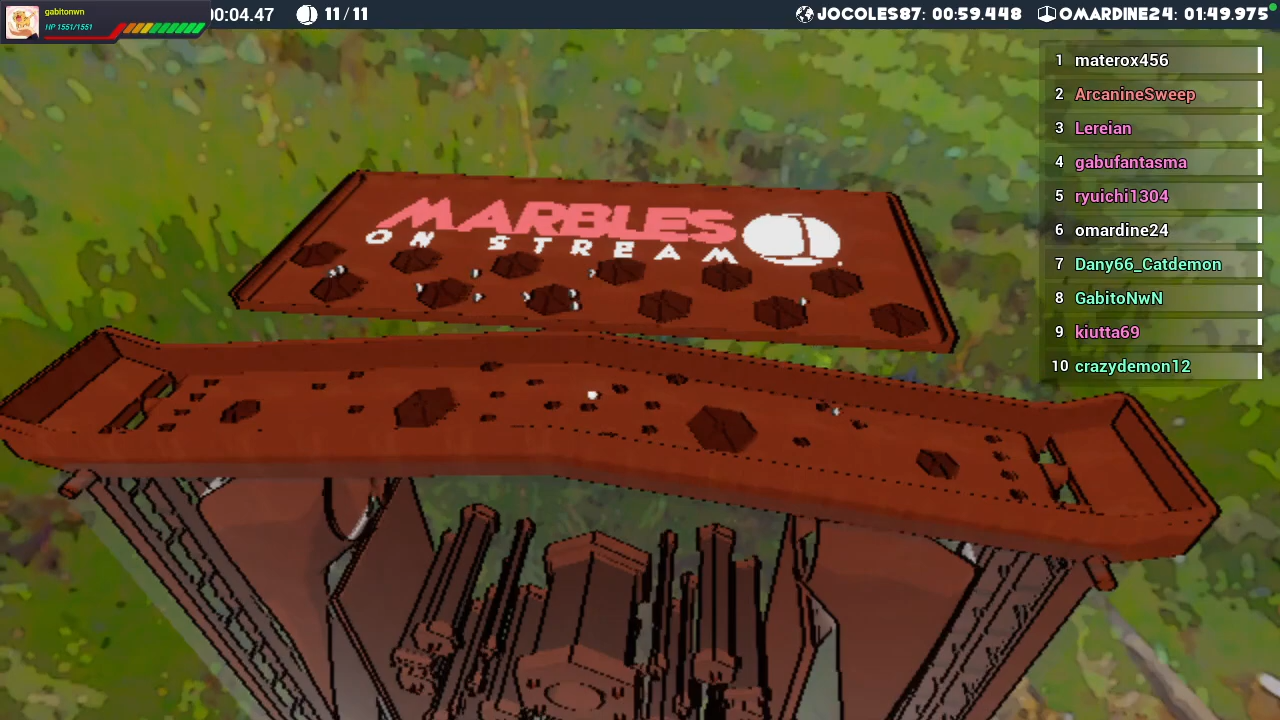 gabitonwn
HP 1551/1551
00:04.47
11/11
JOCOLES87: 00:59.448
OMARDINE24: 01:49.975
1 materox456
2 ArcanineSweep
3 Lereian
4 gabufantasma
5 ryuichi1304
6 omardine24
7 Dany66_Catdemon
8 GabitoNwN
9 kiutta69
10 crazydemon12
MARBLES
ON STREAM